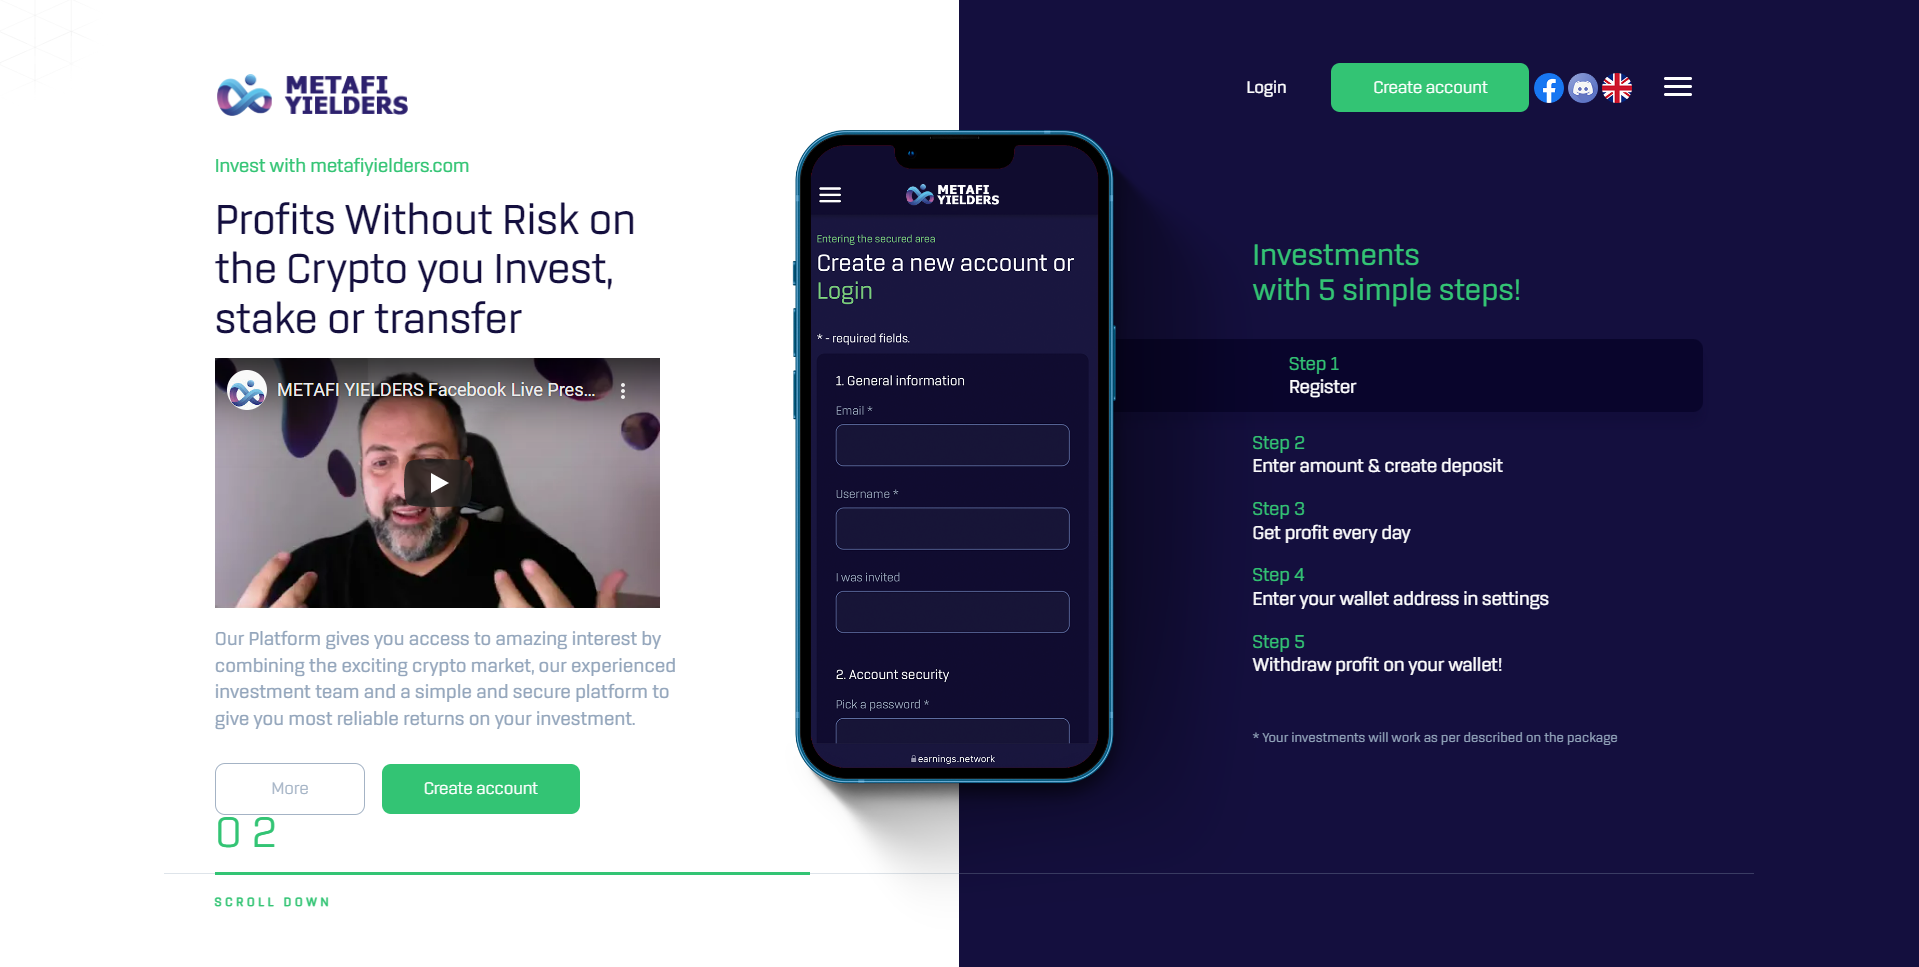 METAFI
YIELDERS
Login
Create account
Invest with metafiyielders.com
Profits Without Risk on
the Crypto you Invest,
stake or transfer
METAFI YIELDERS Facebook Live Pres...
Our Platform gives you access to amazing interest by
combining the exciting crypto market, our experienced
investment team and a simple and secure platform to
give you most reliable returns on your investment.
More
Create account
02
SCROLL DOWN
METAFI
YIELDERS
Entering the secured area
Create a new account or
Login
* - required fields.
1. General information
Email *
Username *
I was invited
2. Account security
Pick a password *
earnings.network
Investments
with 5 simple steps!
Step 1
Register
Step 2
Enter amount & create deposit
Step 3
Get profit every day
Step 4
Enter your wallet address in settings
Step 5
Withdraw profit on your wallet!
* Your investments will work as per described on the package